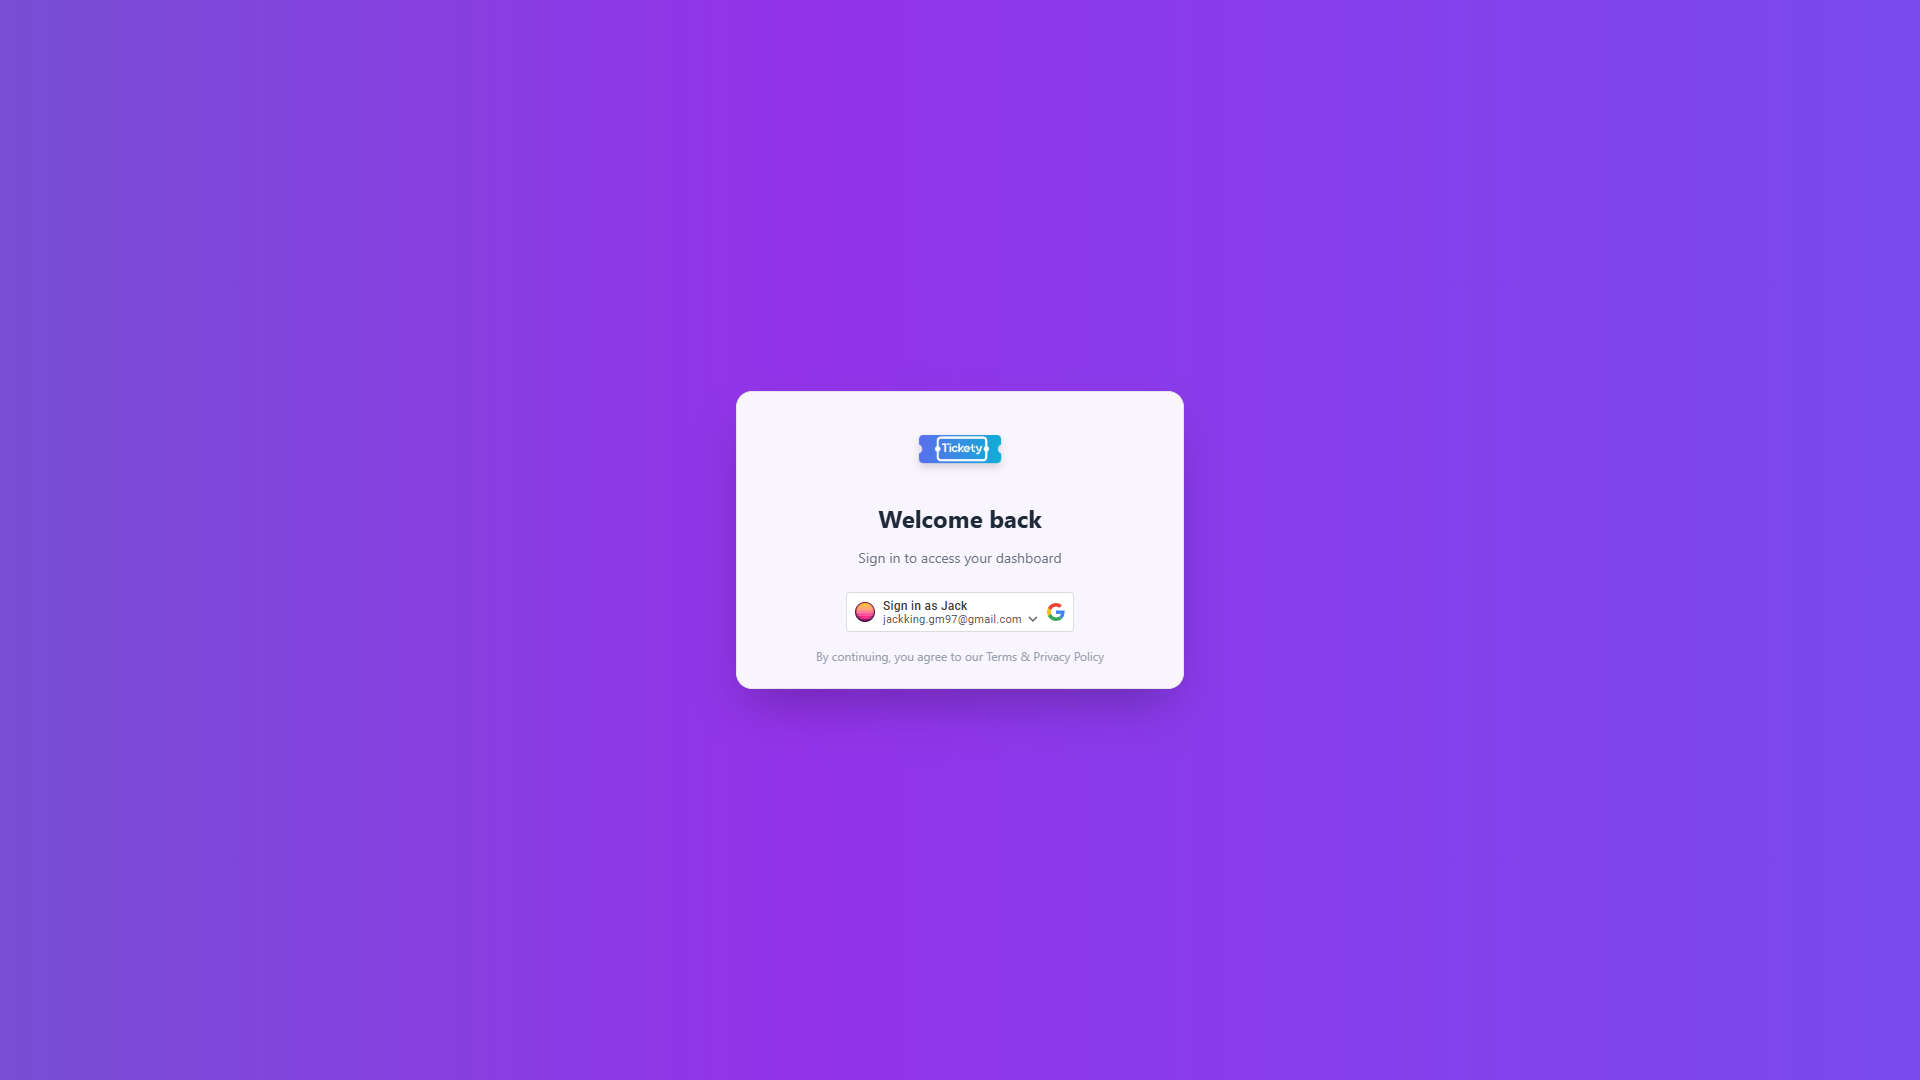 Tickety
Welcome back
Sign in to access your dashboard
Sign in as Jack
jackking.gm97@gmail.com
By continuing, you agree to our Terms & Privacy Policy